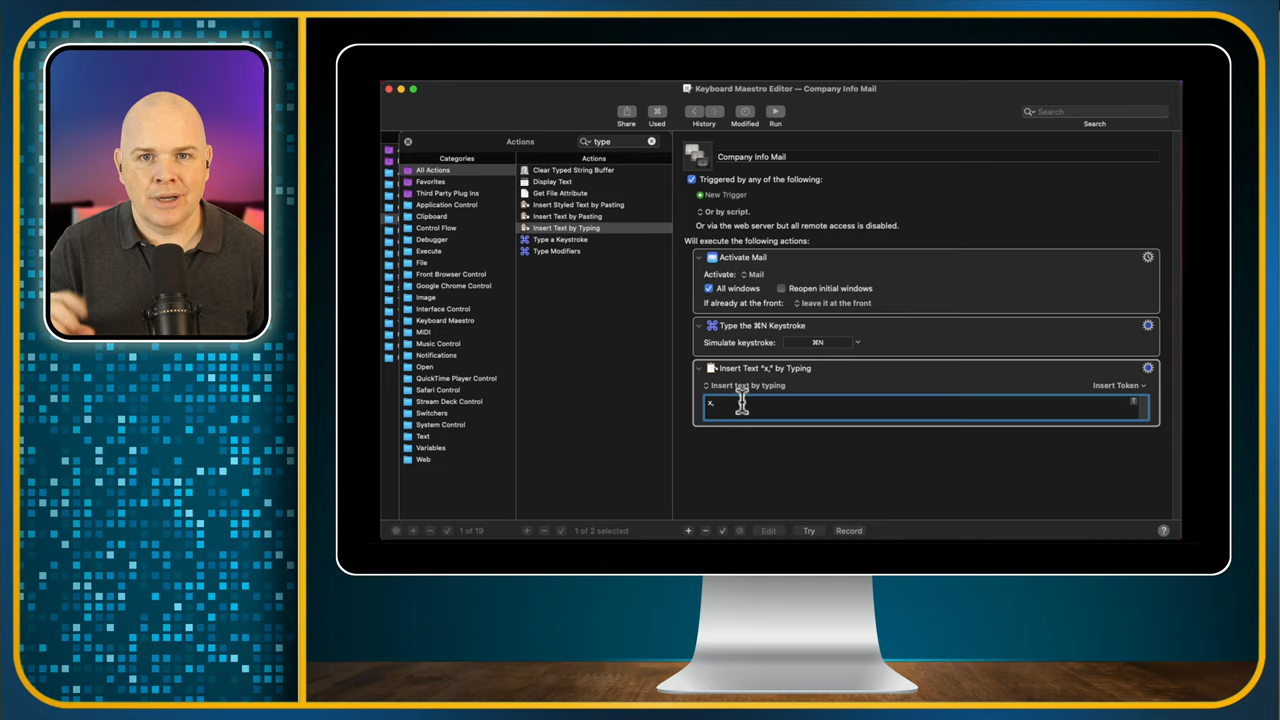 Keyboard Maestro Editor — Company Info Mail
Share
Used
History
Modified
Run
Search
Search
Actions
type
Categories
Actions
All Actions
Favorites
Third Party Plug Ins
Application Control
Clipboard
Control Flow
Debugger
Execute
File
Front Browser Control
Google Chrome Control
Image
Interface Control
Keyboard Maestro
MIDI
Music Control
Notifications
Open
QuickTime Player Control
Safari Control
Stream Deck Control
Switchers
System Control
Text
Variables
Web
Clear Typed String Buffer
Display Text
Get File Attribute
Insert Styled Text by Pasting
Insert Text by Pasting
Insert Text by Typing
Type a Keystroke
Type Modifiers
Company Info Mail
Triggered by any of the following:
New Trigger
Or by script.
Or via the web server but all remote access is disabled.
Will execute the following actions:
Activate Mail
Activate: Mail
All windows Reopen initial windows
If already at the front: leave it at the front
Type the ⌘N Keystroke
Simulate keystroke: ⌘N
Insert Text “x,” by Typing
Insert text by typing Insert Token
x,
T
1 of 19
1 of 2 selected
Edit
Try
Record
?